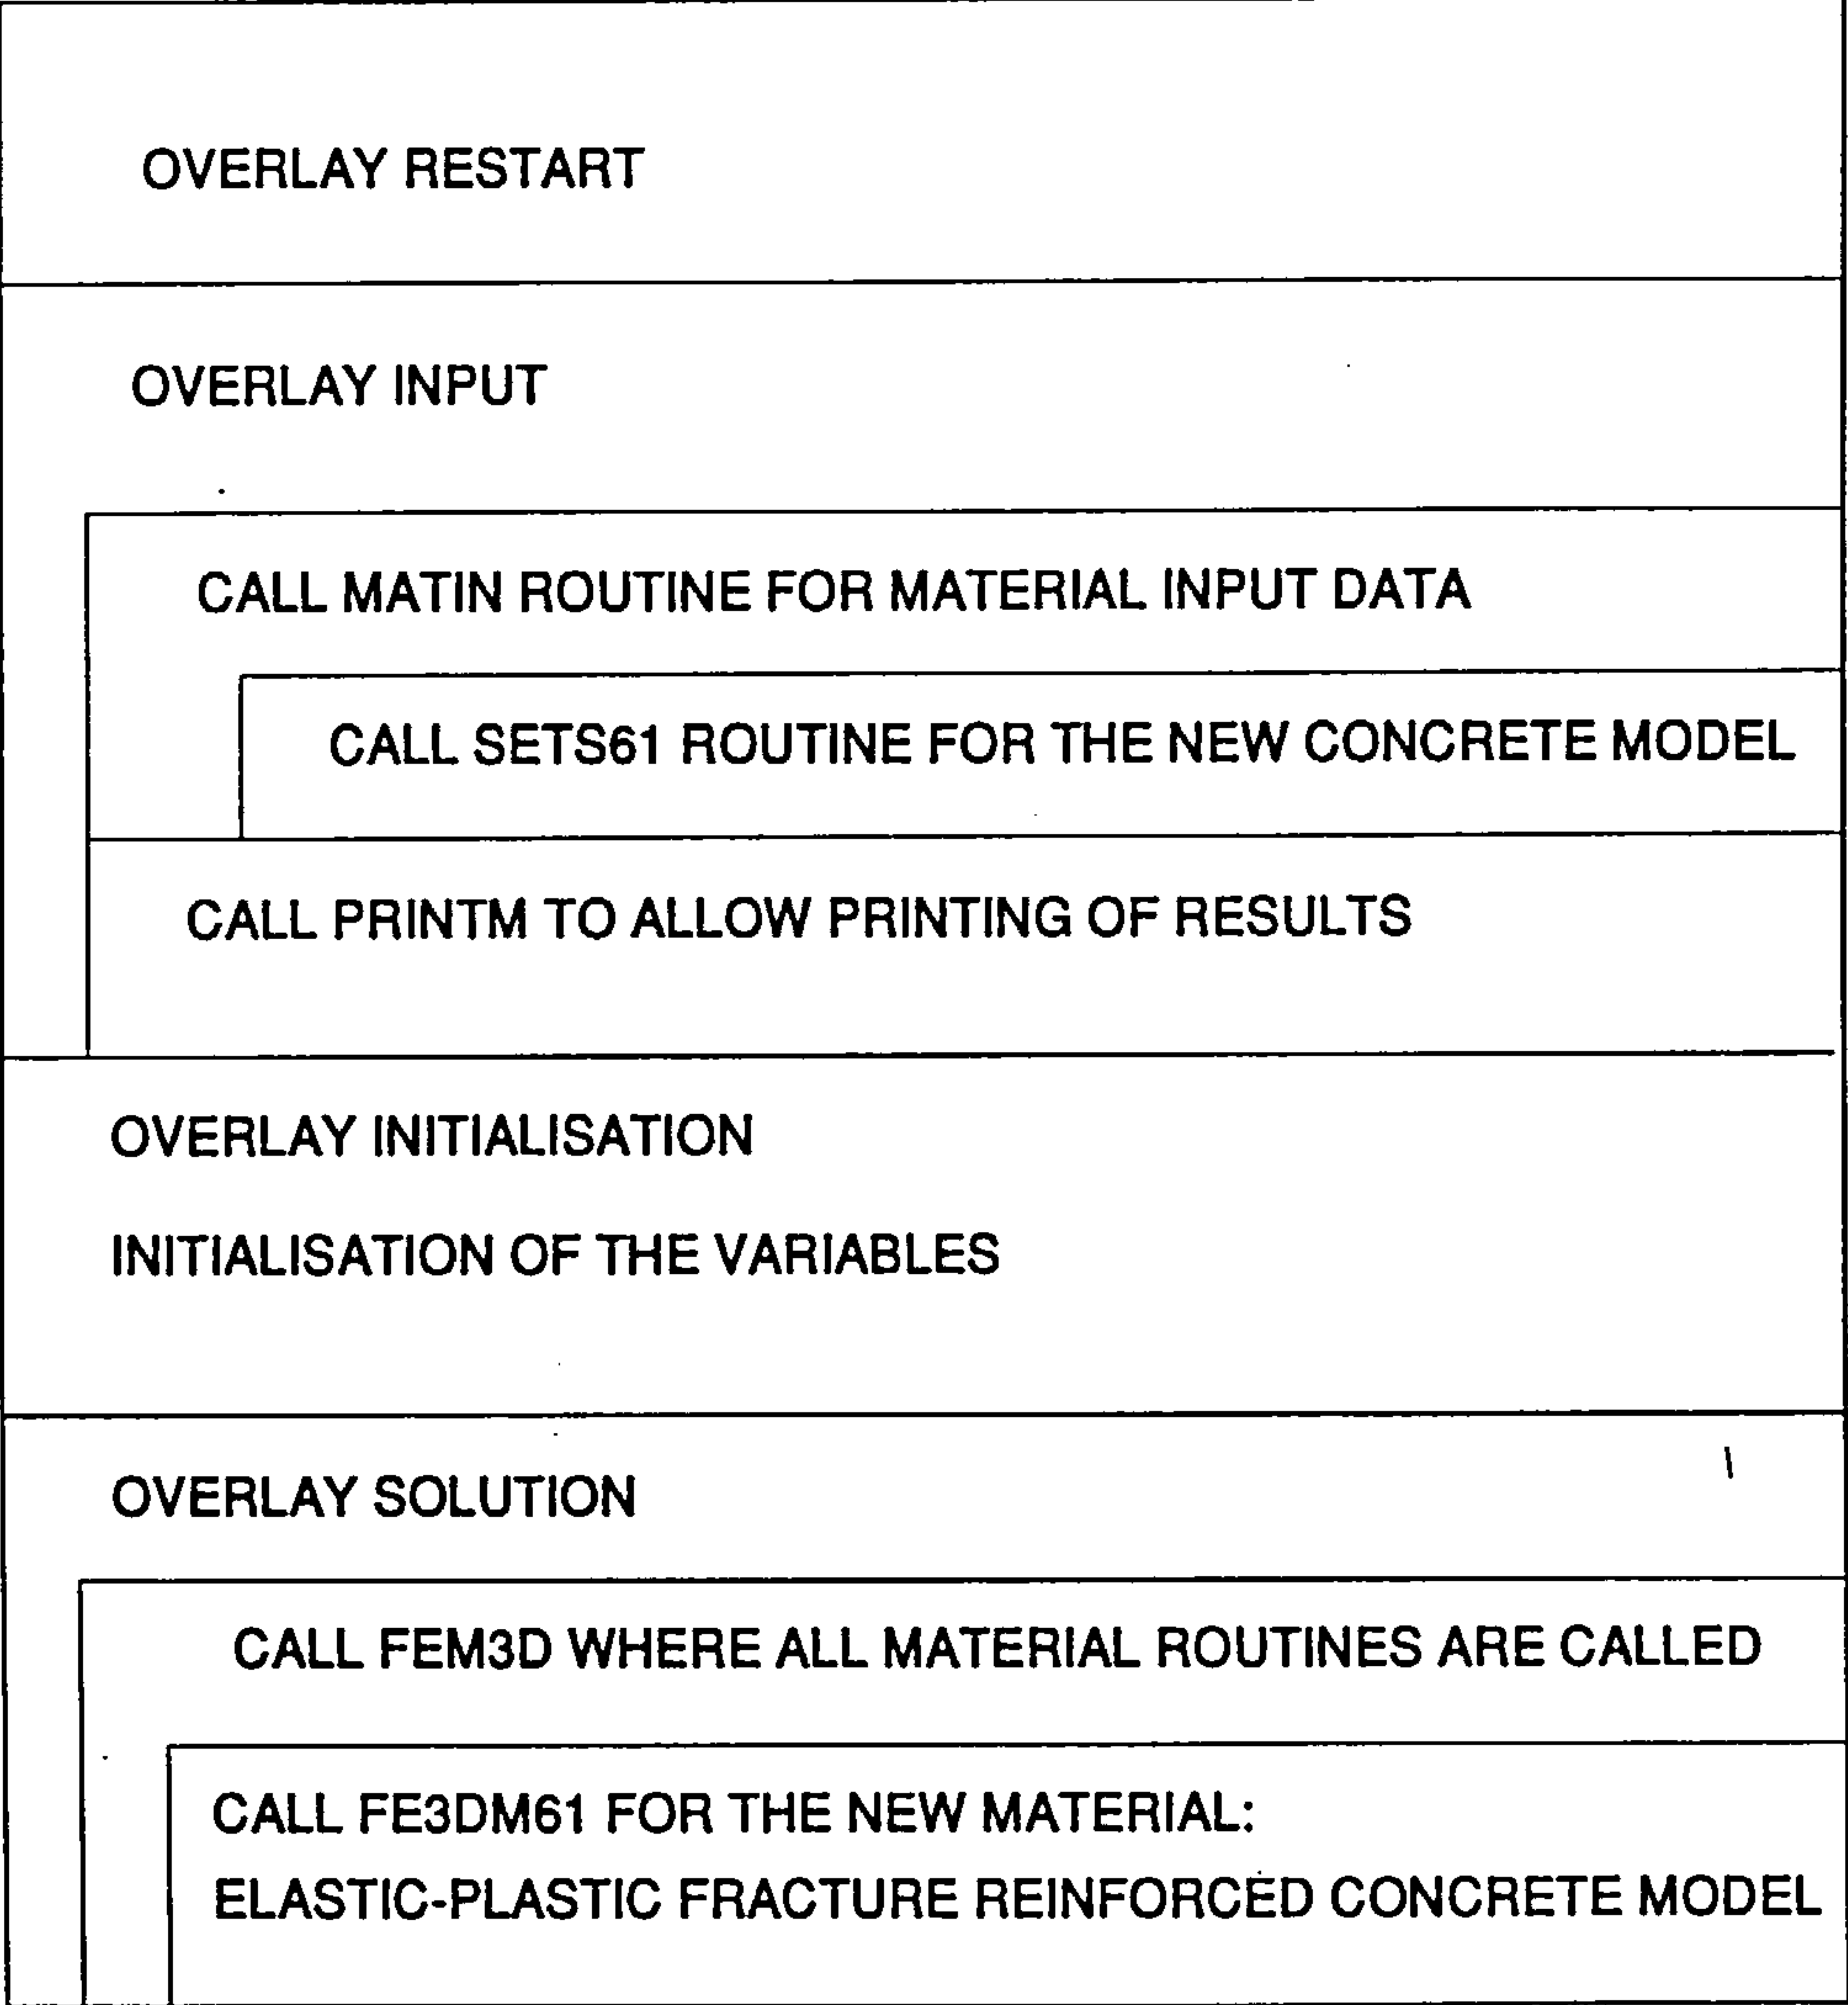 OVERLAY RESTART
OVERLAY INPUT
CALL MATIN ROUTINE FOR MATERIAL INPUT DATA
CALL SETS61 ROUTINE FOR THE NEW CONCRETE MODEL
CALL PRINTM TO ALLOW PRINTING OF RESULTS
OVERLAY INITIALISATION
INITIALISATION OF THE VARIABLES
OVERLAY SOLUTION
CALL FEM3D WHERE ALL MATERIAL ROUTINES ARE CALLED
CALL FE3DM61 FOR THE NEW MATERIAL:
ELASTIC-PLASTIC FRACTURE REINFORCED CONCRETE MODEL